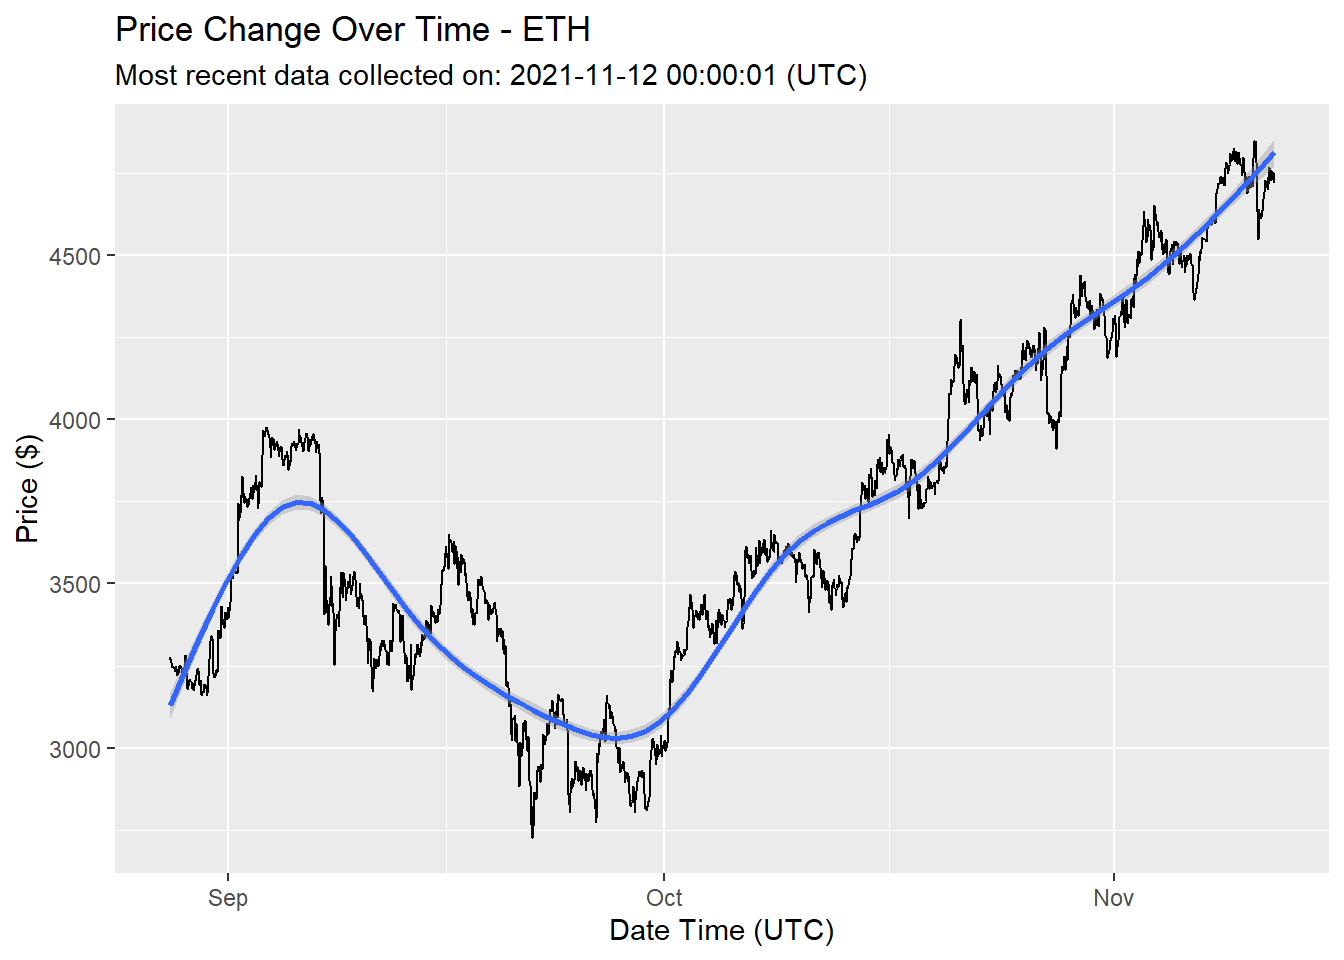 Price Change Over Time - ETH
Most recent data collected on: 2021-11-12 00:00:01 (UTC)
Price ($)
4500
4000
3500
3000
Sep Oct Nov
Date Time (UTC)